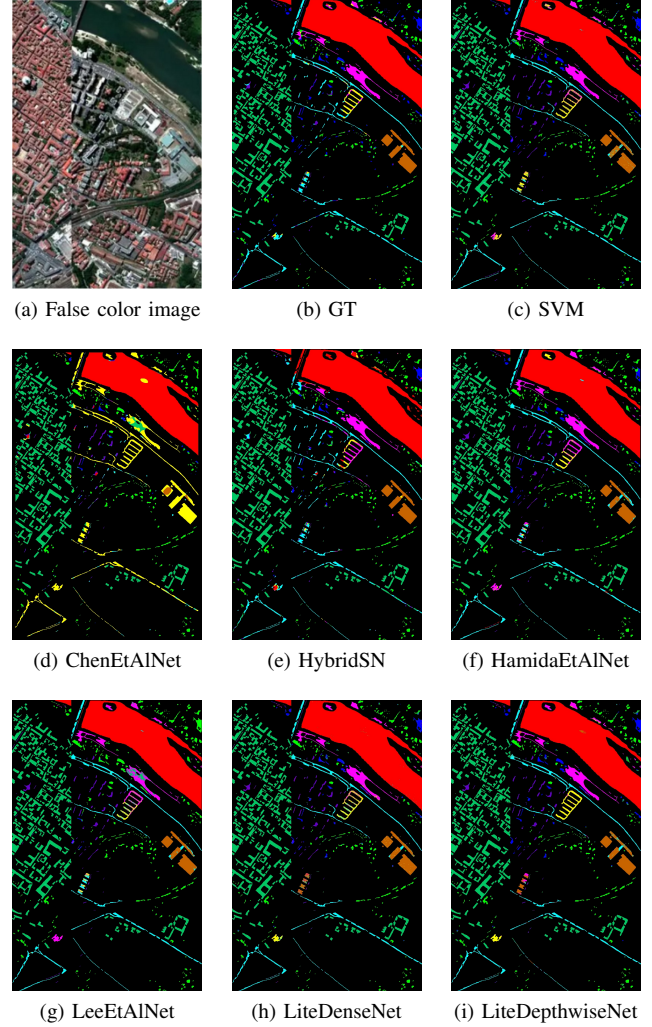 (a) False color image
(b) GT
(c) SVM
(d) ChenEtAlNet
(e) HybridSN
(f) HamidaEtAlNet
(g) LeeEtAlNet
(h) LiteDenseNet
(i) LiteDepthwiseNet